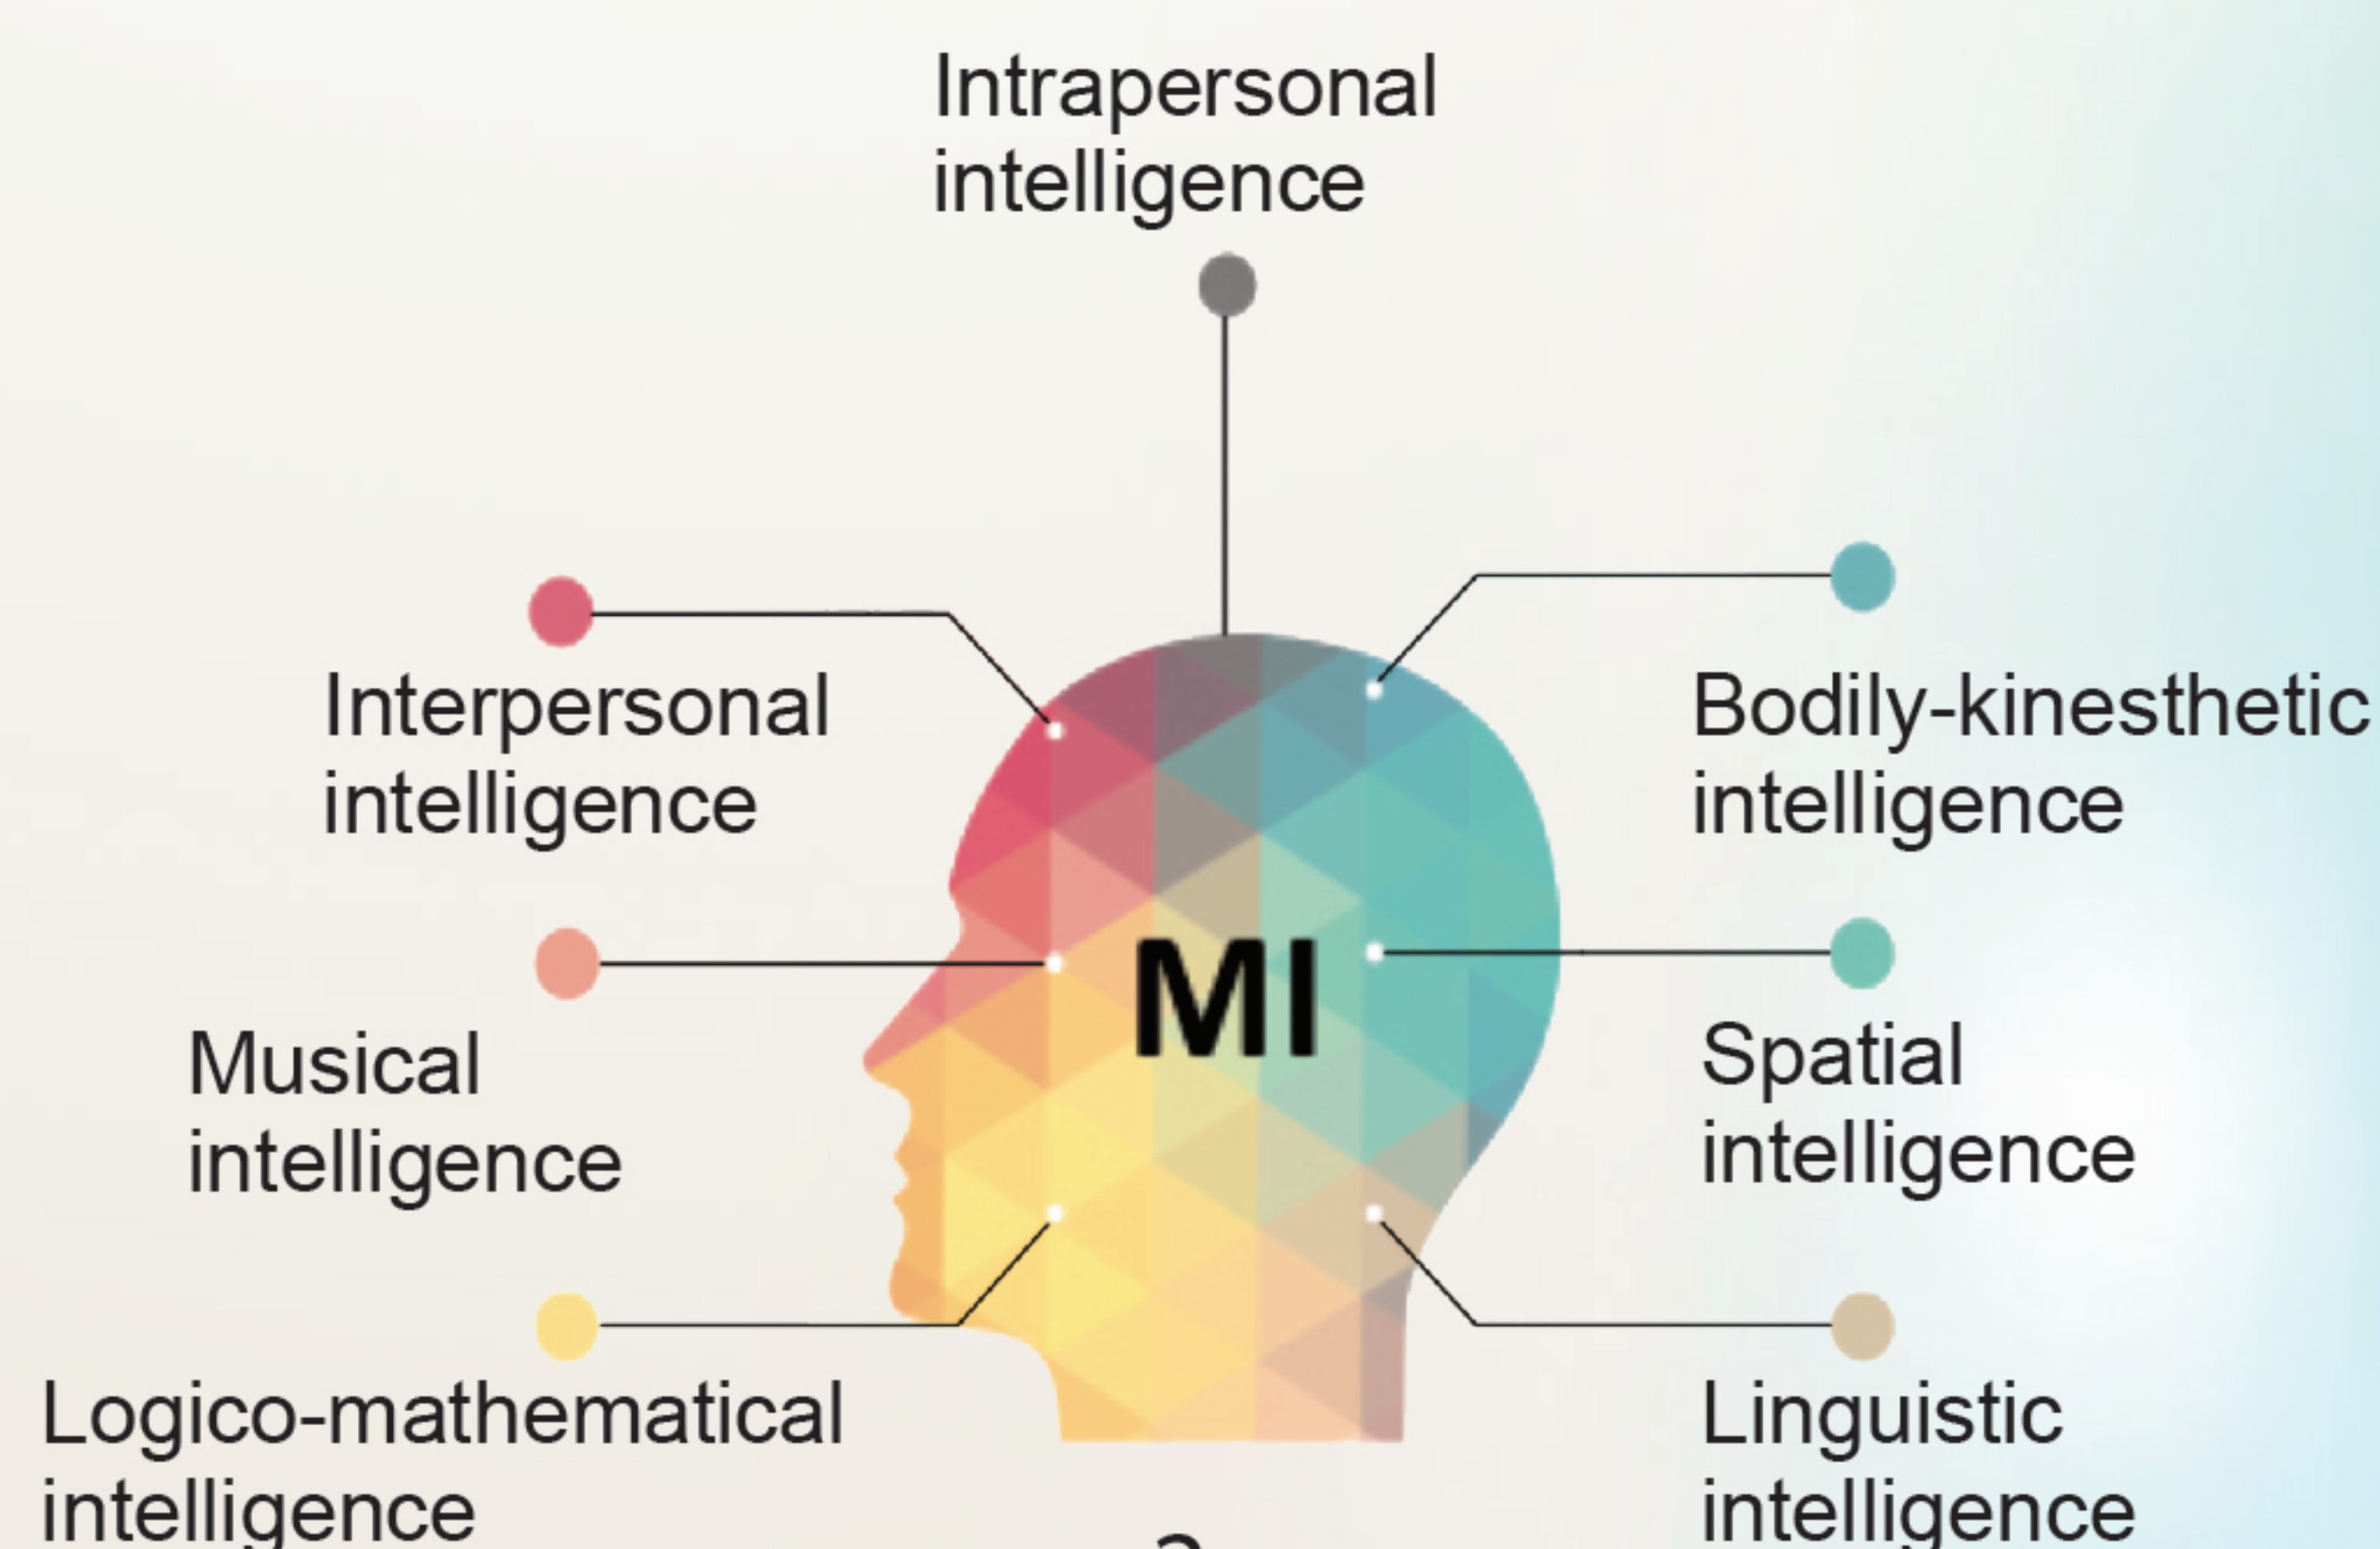 Intrapersonal
intelligence
Interpersonal
intelligence
Bodily-kinesthetic
intelligence
MI
Musical
intelligence
Spatial
intelligence
Logico-mathematical
intelligence
Linguistic
intelligence